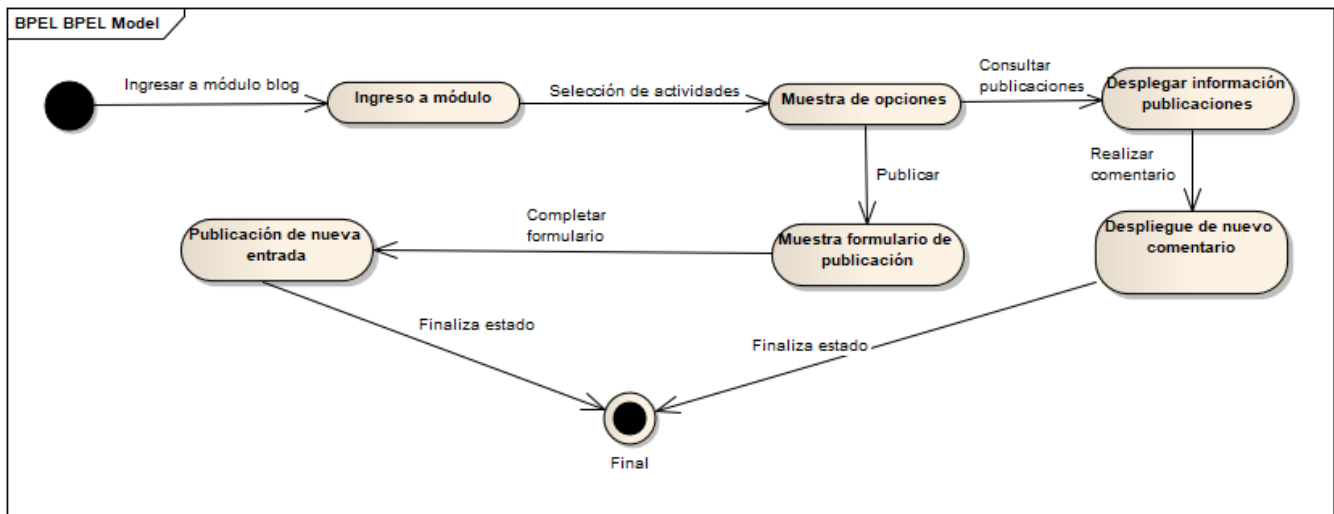 BPEL BPEL Model
Ingresar a módulo blog
Ingreso a módulo
Selección de actividades
Muestra de opciones
Consultar
publicaciones
Desplegar información
publicaciones
Publicar
Realizar
comentario
Publicación de nueva
entrada
Completar
formulario
Muestra formulario de
publicación
Despliegue de nuevo
comentario
Finaliza estado
Finaliza estado
Final